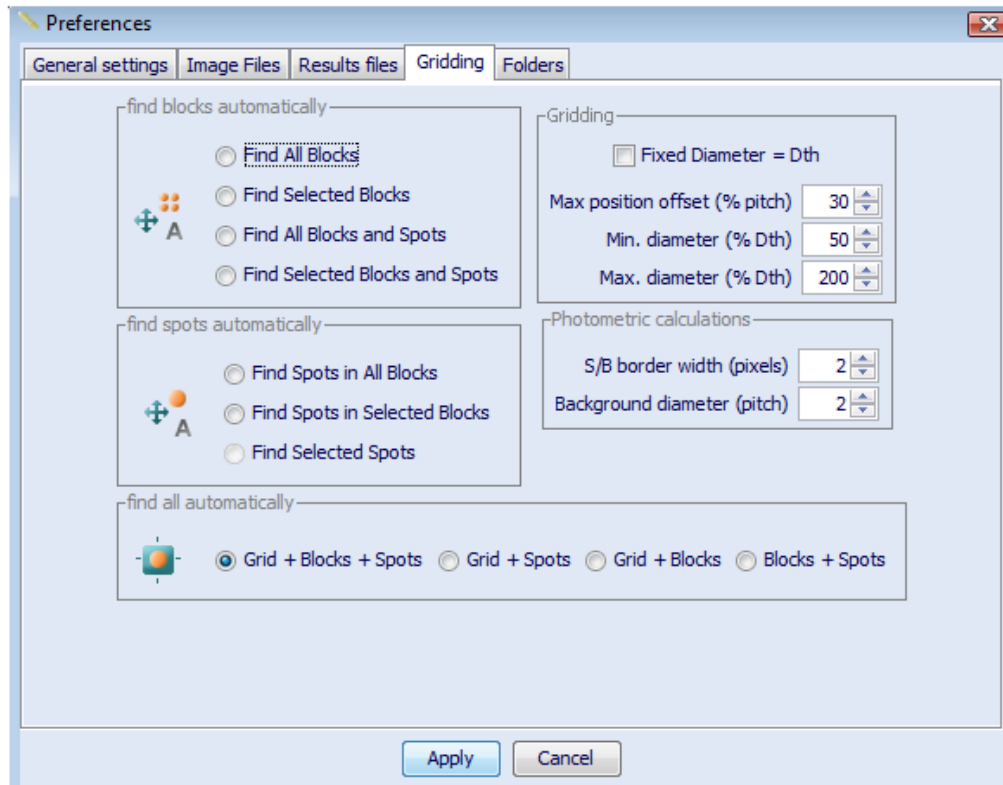 Preferences
General settings
Image Files
Results files
Gridding
Folders
find blocks automatically
Find All Blocks
Find Selected Blocks
Find All Blocks and Spots
Find Selected Blocks and Spots
A
Gridding
Fixed Diameter = Dth
Max position offset (% pitch) 30
Min. diameter (% Dth) 50
Max. diameter (% Dth) 200
find spots automatically
Find Spots in All Blocks
Find Spots in Selected Blocks
Find Selected Spots
A
Photometric calculations
S/B border width (pixels) 2
Background diameter (pitch) 2
find all automatically
Grid + Blocks + Spots Grid + Spots Grid + Blocks Blocks + Spots
Apply Cancel